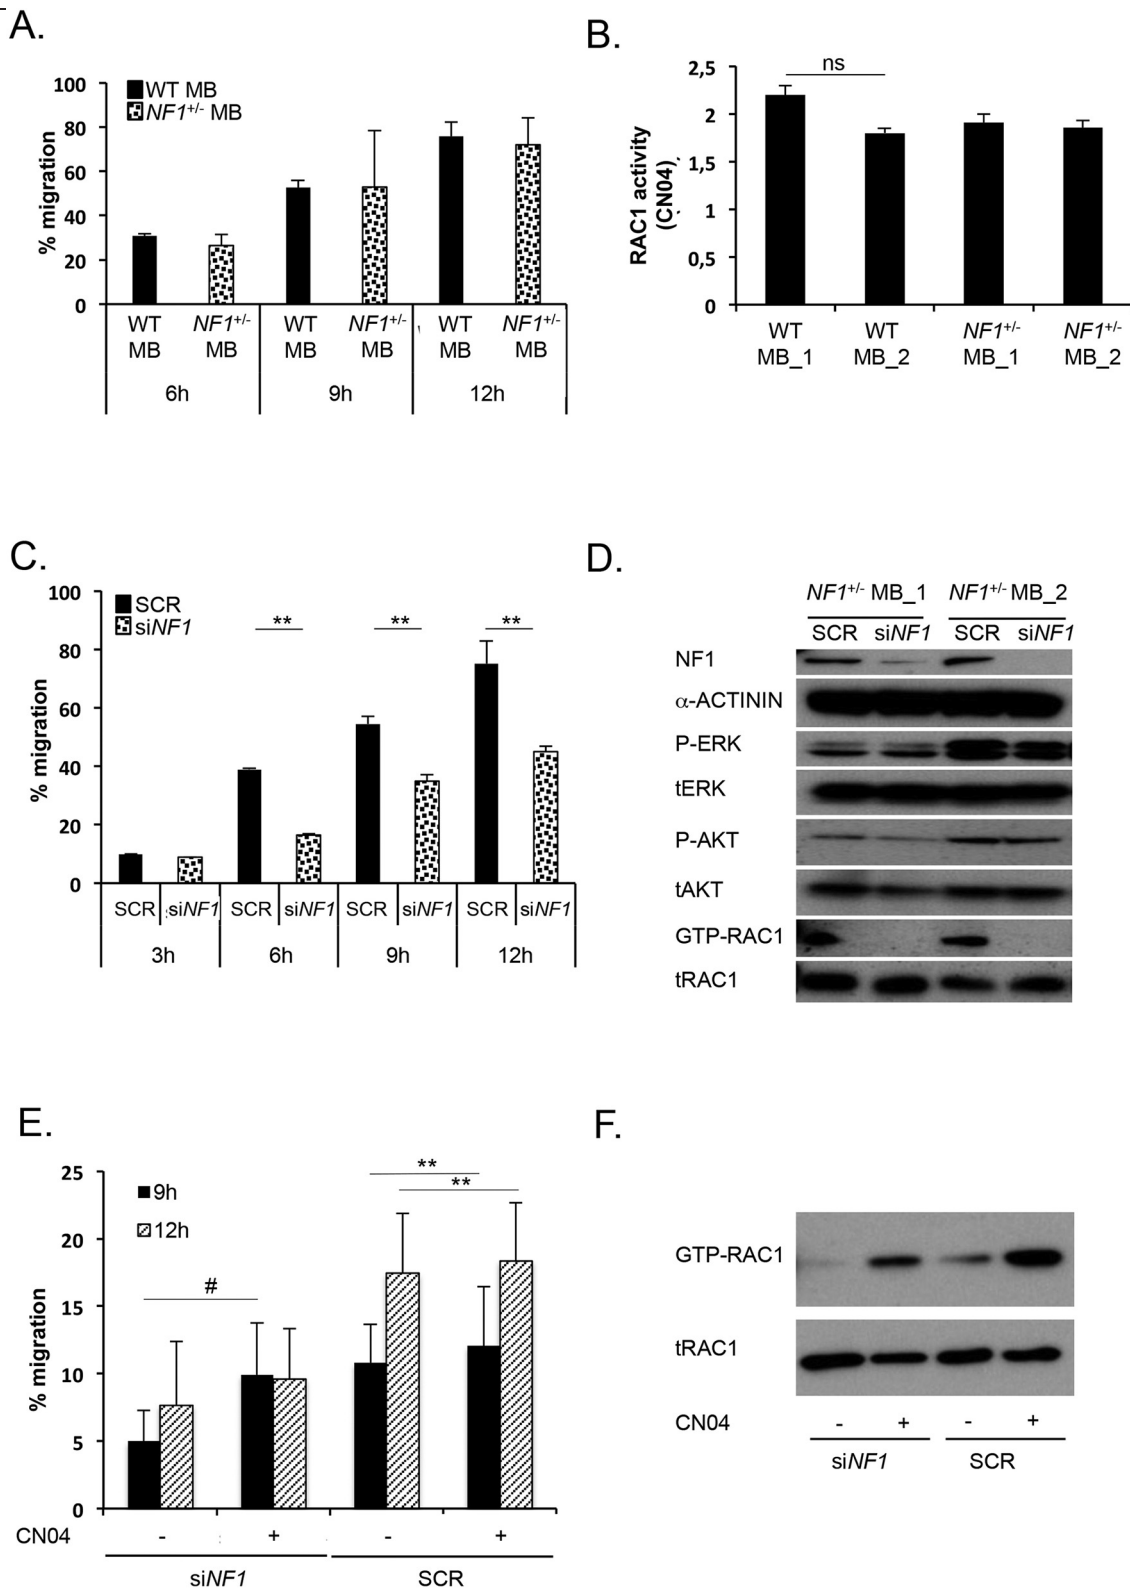 A.
100
80
60
40
20
0
% migration
WT MB
NF1+/- MB
WT MB
NF1+/- MB
WT MB
NF1+/- MB
WT MB
NF1+/- MB
6h
9h
12h
B.
2,5
2
1,5
1
0,5
0
RAC1 activity
(CN04)
ns
WT MB_1
WT MB_2
NF1+/- MB_1
NF1+/- MB_2
C.
100
80
60
40
20
0
% migration
SCR
siNF1
**
**
**
SCR siNF1 SCR siNF1 SCR siNF1 SCR siNF1
3h 6h 9h 12h
D.
NF1+/- MB_1 NF1+/- MB_2
SCR siNF1 SCR siNF1
NF1
α-ACTININ
P-ERK
tERK
P-AKT
tAKT
GTP-RAC1
tRAC1
E.
25
20
15
10
5
0
% migration
9h
12h
#
**
**
CN04 - + - +
siNF1 SCR
F.
GTP-RAC1
tRAC1
CN04 - + - +
siNF1 SCR